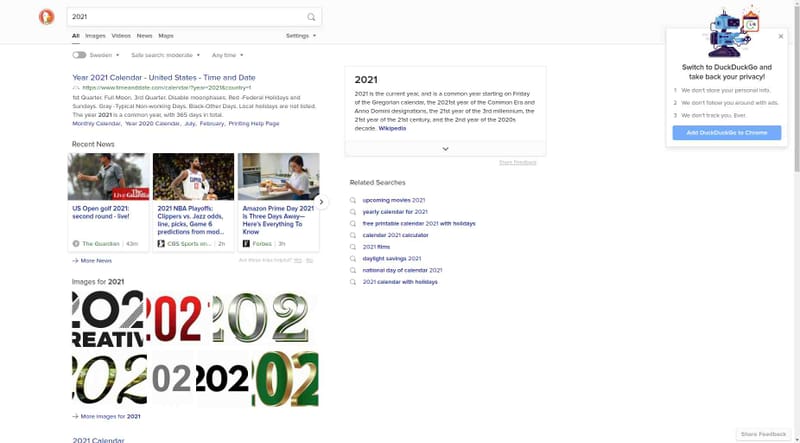 2021
All Images Videos News Maps Settings
Sweden Safe search: moderate Any time
Year 2021 Calendar - United States - Time and Date
https://www.timeanddate.com/calendar/?year=2021&country=1
1st Quarter. Full Moon. 3rd Quarter. Disable moonphases. Red-Federal Holidays and
Sundays. Gray-Typical Non-working Days. Black-Other Days. Local holidays are not listed.
The year 2021 is a common year, with 365 days in total.
Monthly Calendar, Year 2020 Calendar, July, February, Printing Help Page
Recent News
The Live Guardian
US Open golf 2021:
second round - live!
The Guardian | 43m
CLIPPERS
2021 NBA Playoffs:
Clippers vs. Jazz odds,
line, picks, Game 6
predictions from mod...
CBS Sports on... | 2h
Amazon Prime Day 2021
Is Three Days Away—
Here's Everything To
Know
Forbes | 3h
More News
Are these links helpful? Yes No
Images for 2021
202
REATIV
202
202
202
02
202
202
More Images for 2021
2021 Calendar
2021
2021 is the current year, and is a common year starting on Friday
of the Gregorian calendar, the 2021st year of the Common Era and
Anno Domini designations, the 21st year of the 3rd millennium, the
21st year of the 21st century, and the 2nd year of the 2020s
decade. Wikipedia
Share Feedback
Related Searches
upcoming movies 2021
yearly calendar for 2021
free printable calendar 2021 with holidays
calendar 2021 calculator
2021 films
daylight savings 2021
national day of calendar 2021
2021 calendar with holidays
Switch to DuckDuckGo and
take back your privacy!
1 We don't store your personal info.
2 We don't follow you around with ads.
3 We don't track you. Ever.
Add DuckDuckGo to Chrome
Share Feedback